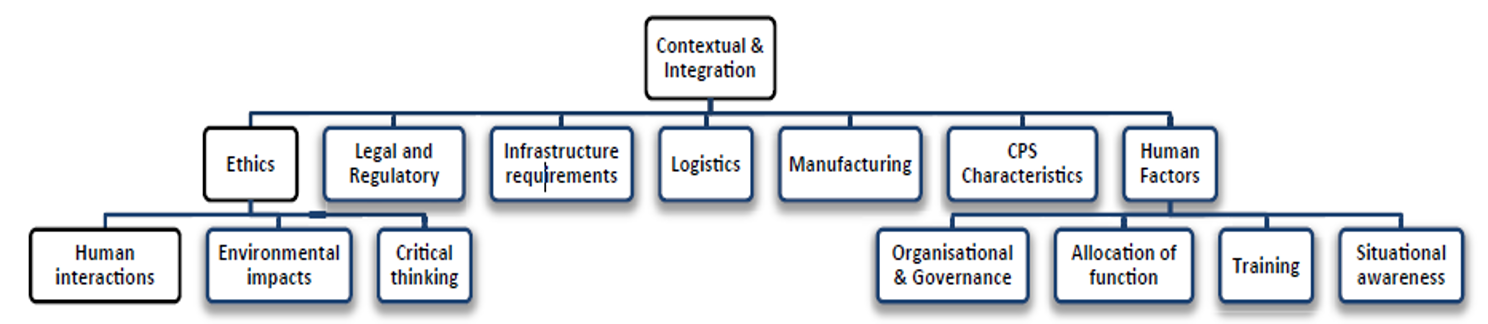 Contextual &
Integration
Ethics
Legal and
Regulatory
Infrastructure
requirements
Logistics
Manufacturing
CPS
Characteristics
Human
Factors
Human
interactions
Environmental
impacts
Critical
thinking
Organisational
& Governance
Allocation of
function
Training
Situational
awareness